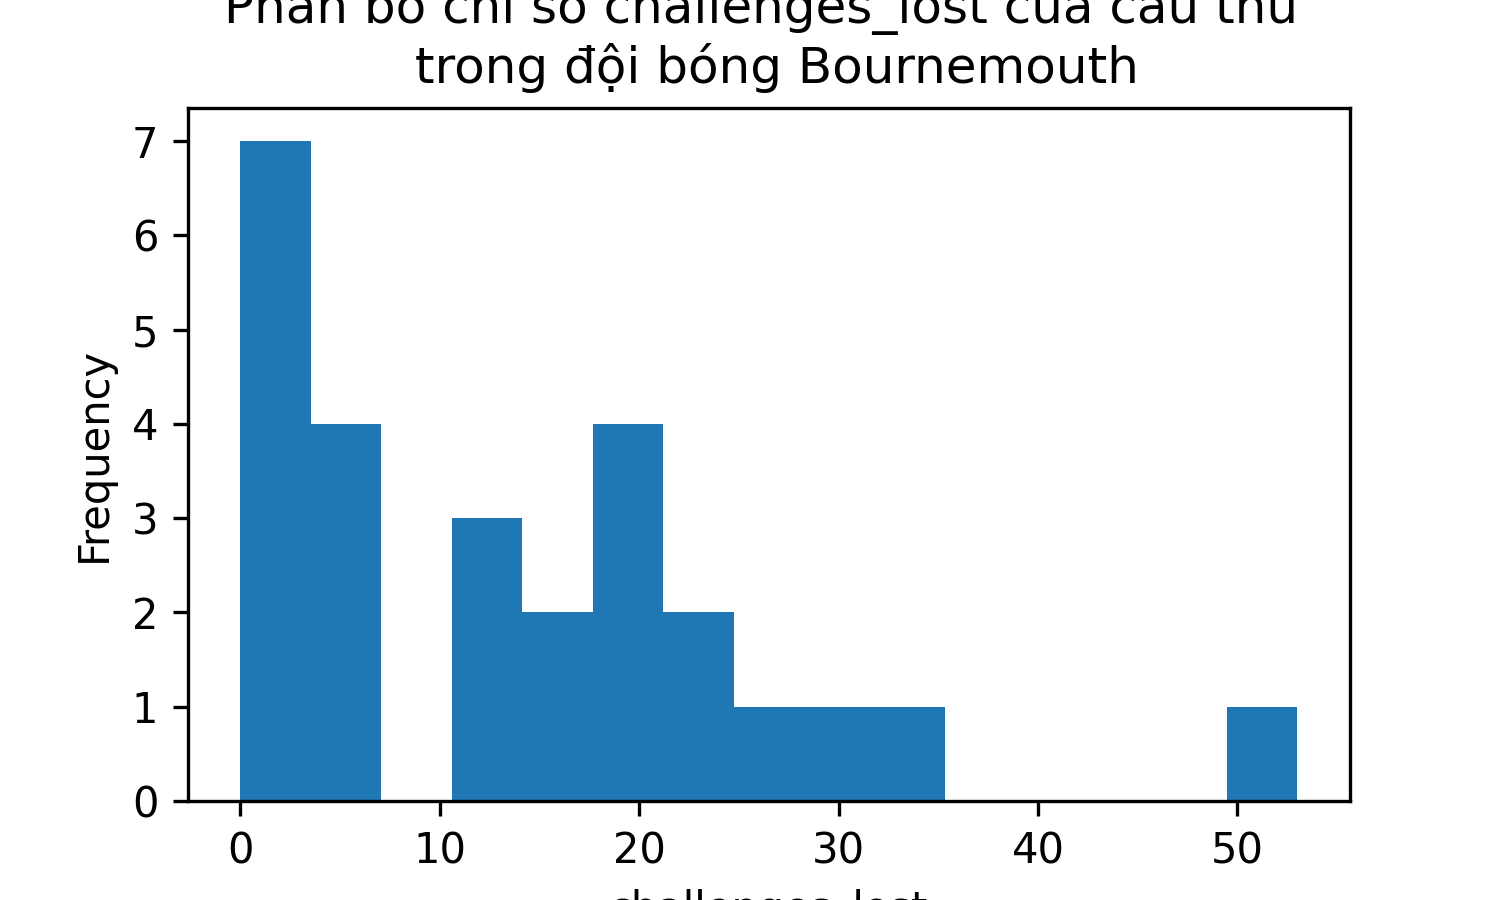 Phân bố chỉ số challenges_lost của cầu thủ
trong đội bóng Bournemouth
Frequency
7
6
5
4
3
2
1
0
0 10 20 30 40 50
challenges_lost